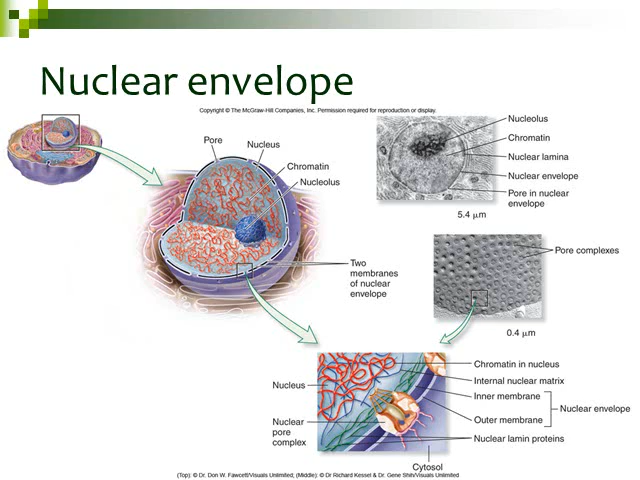 Nuclear envelope
Copyright © The McGraw-Hill Companies, Inc. Permission required for reproduction or display.
Pore
Nucleus
Chromatin
Nucleolus
Two
membranes
of nuclear
envelope
Nucleolus
Chromatin
Nuclear lamina
Nuclear envelope
Pore in nuclear
envelope
5.4 μm
Pore complexes
0.4 μm
Nucleus
Nuclear
pore
complex
Chromatin in nucleus
Internal nuclear matrix
Inner membrane
Outer membrane
Nuclear envelope
Nuclear lamin proteins
Cytosol
(Top): © Dr. Don W. Fawcett/Visuals Unlimited; (Middle): © Dr Richard Kessel & Dr. Gene Shih/Visuals Unlimited